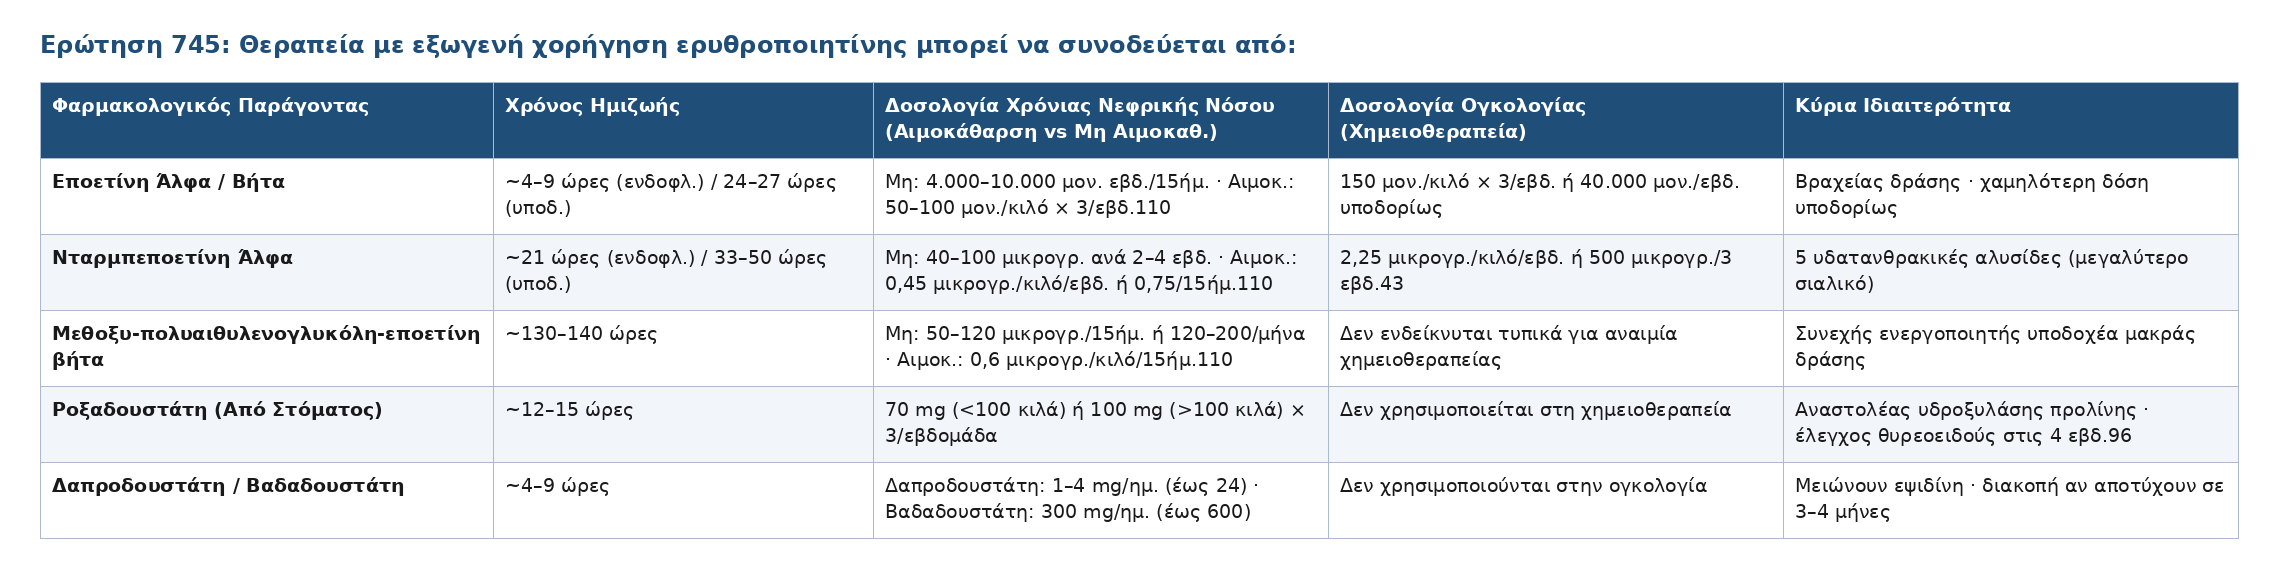 Ερώτηση 745: Θεραπεία με εξωγενή χορήγηση ερυθροποιητίνης μπορεί να συνοδεύεται από:
Φαρμακολογικός Παράγοντας
Χρόνος Ημιζωής
Δοσολογία Χρόνιας Νεφρικής Νόσου
(Αιμοκάθαρση vs Μη Αιμοκαθ.)
Δοσολογία Ογκολογίας
(Χημειοθεραπεία)
Κύρια Ιδιαιτερότητα
Εποετίνη Άλφα / Βήτα
~4–9 ώρες (ενδοφλ.) / 24–27 ώρες
(υποδ.)
Μη: 4.000–10.000 μον. εβδ./15ήμ. · Αιμοκ.:
50–100 μον./κιλό × 3/εβδ.110
150 μον./κιλό × 3/εβδ. ή 40.000 μον./εβδ.
υποδορίως
Βραχείας δράσης · χαμηλότερη δόση
υποδορίως
Νταρμπεποετίνη Άλφα
~21 ώρες (ενδοφλ.) / 33–50 ώρες
(υποδ.)
Μη: 40–100 μικρογρ. ανά 2–4 εβδ. · Αιμοκ.:
0,45 μικρογρ./κιλό/εβδ. ή 0,75/15ήμ.110
2,25 μικρογρ./κιλό/εβδ. ή 500 μικρογρ./3
εβδ.43
5 υδατανθρακικές αλυσίδες (μεγαλύτερο
σιαλικό)
Μεθοξυ-πολυαιθυλενογλυκόλη-εποετίνη
βήτα
~130–140 ώρες
Μη: 50–120 μικρογρ./15ήμ. ή 120–200/μήνα
· Αιμοκ.: 0,6 μικρογρ./κιλό/15ήμ.110
Δεν ενδείκνυται τυπικά για αναιμία
χημειοθεραπείας
Συνεχής ενεργοποιητής υποδοχέα μακράς
δράσης
Ροξαδουστάτη (Από Στόματος)
~12–15 ώρες
70 mg (<100 κιλά) ή 100 mg (>100 κιλά) ×
3/εβδομάδα
Δεν χρησιμοποιείται στη χημειοθεραπεία
Αναστολέας υδροξυλάσης προλίνης ·
έλεγχος θυρεοειδούς στις 4 εβδ.96
Δαπροδουστάτη / Βαδαδουστάτη
~4–9 ώρες
Δαπροδουστάτη: 1–4 mg/ημ. (έως 24) ·
Βαδαδουστάτη: 300 mg/ημ. (έως 600)
Δεν χρησιμοποιούνται στην ογκολογία
Μειώνουν εψιδίνη · διακοπή αν αποτύχουν σε
3–4 μήνες